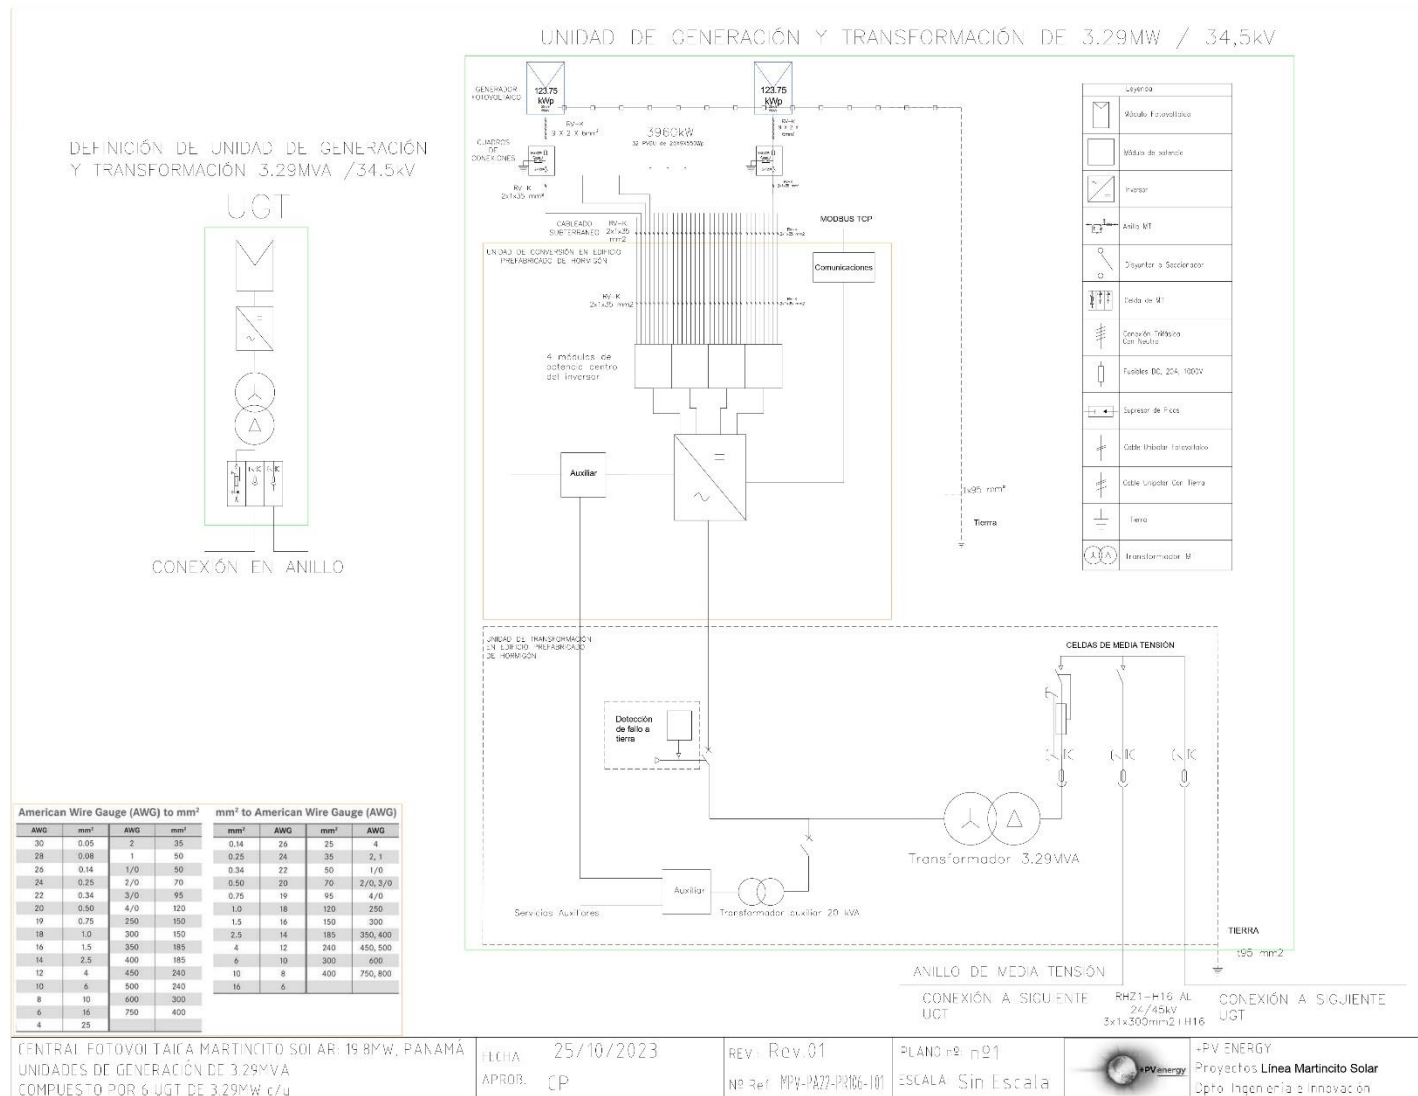 UNIDAD DE GENERACIÓN Y TRANSFORMACIÓN DE 3.29MW / 34,5kV
DEFINICIÓN DE UNIDAD DE GENERACIÓN
Y TRANSFORMACIÓN 3.29MVA /34.5kV
UGT
CONEXIÓN EN ANILLO
GENERADOR
FOTOVOLTAICO
123.75
kWp
123.75
kWp
RV-K
9 X 2 X 6mm²
RV-K
9 X 2 X
6mm²
3960kW
CUADROS
DE
CONEXIONES
RV-K
2x1x35 mm²
CABLEADO
SUBTERRANEO
RV-K
2x1x35
mm2
MODBUS TCP
UNIDAD DE CONVERSIÓN EN EDIFICIO
PREFABRICADO DE HORMIGÓN
Comunicaciones
RV-K
2x1x35 mm2
4 módulos de
potencia dentro
del inversor
Auxiliar
1x95 mm²
Tierra
Leyenda
Módulo Fotovoltaico
Módulo de potencia
Inversor
Anillo MT
Disyuntor o Seccionador
Celda de MT
Conexión Trifásica
Con Neutro
Fusibles DC, 20A, 1000V
Supresor de Picos
Cable Unipolar Fotovoltaico
Cable Unipolar Con Tierra
Tierra
Transformador M
UNIDAD DE TRANSFORMACIÓN
EN EDIFICIO PREFABRICADO
DE HORMIGÓN
CELDAS DE MEDIA TENSIÓN
Detección
de fallo a
tierra
Transformador 3.29MVA
Auxiliar
Servicios Auxiliares
Transformador auxiliar 20 kVA
TIERRA
195 mm2
ANILLO DE MEDIA TENSIÓN
CONEXIÓN A SIGUIENTE
UGT
RHZ1-H16 AL
24/45kV
3x1x300mm2+H16
CONEXIÓN A SIGUIENTE
UGT
American Wire Gauge (AWG) to mm²
AWG mm² AWG mm²
30 0.05 2 35
28 0.08 1 50
26 0.14 1/0 50
24 0.25 2/0 70
22 0.34 3/0 95
20 0.50 4/0 120
19 0.75 250 150
18 1.0 300 150
16 1.5 350 185
14 2.5 400 185
12 4 450 240
10 6 500 240
8 10 600 300
6 16 750 400
4 25
mm² to American Wire Gauge (AWG)
mm² AWG mm² AWG
0.14 26 25 4
0.25 24 35 2, 1
0.34 22 50 1/0
0.50 20 70 2/0, 3/0
0.75 19 95 4/0
1.0 18 120 250
1.5 16 150 300
2.5 14 185 350, 400
4 12 240 450, 500
6 10 300 600
10 8 400 750, 800
16 6
CENTRAL FOTOVOLTAICA MARTINCITO SOLAR: 19.8MW, PANAMÁ
UNIDADES DE GENERACIÓN DE 3.29MVA
COMPUESTO POR 6 UGT DE 3.29MW c/u
FECHA 25/10/2023
APROB. CP
REV: Rev.01
Nº Ref: MPV-PA22-PR106-101
PLANO nº: nº1
ESCALA: Sin Escala
+PVenergy
+PV ENERGY
Proyectos Línea Martincito Solar
Dpto. Ingeniería e Innovación